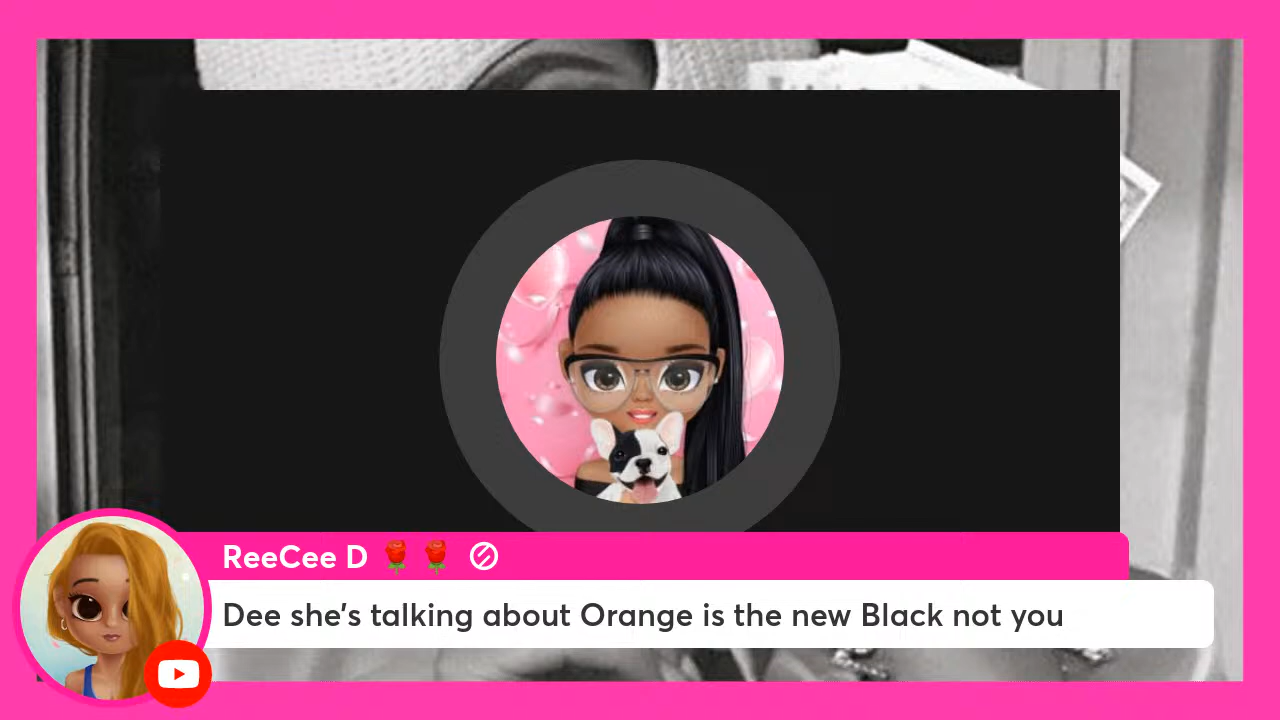 ReeCee D 🌹 🌹
Dee she's talking about Orange is the new Black not you